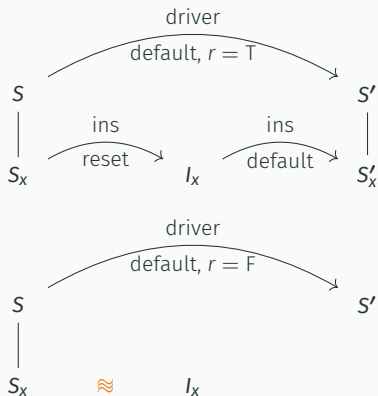 driver
default, r = T
S S′
ins ins
reset default
Sₓ Iₓ S′ₓ
driver
default, r = F
S S′
Sₓ ≋ Iₓ